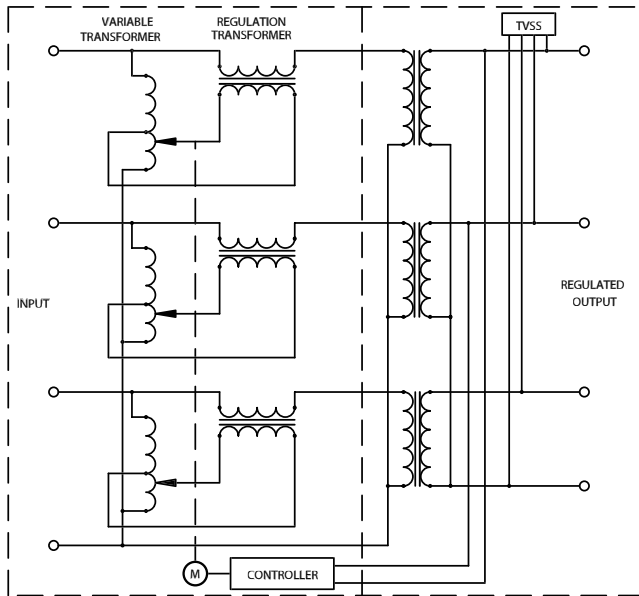 VARIABLE
TRANSFORMER
REGULATION
TRANSFORMER
TVSS
INPUT
REGULATED
OUTPUT
M
CONTROLLER